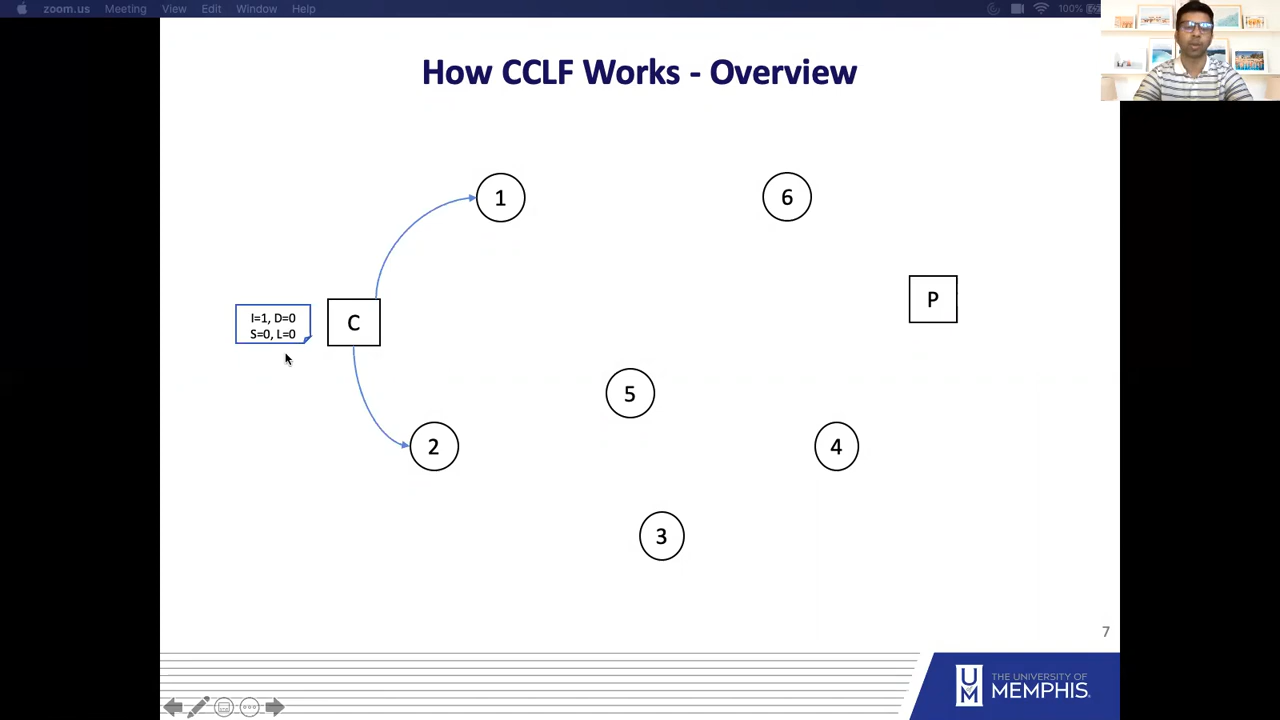 zoom.us Meeting View Edit Window Help 100%
How CCLF Works - Overview
1
6
I=1, D=0
S=0, L=0
C
P
5
2
4
3
7
UM
THE UNIVERSITY OF
MEMPHIS.